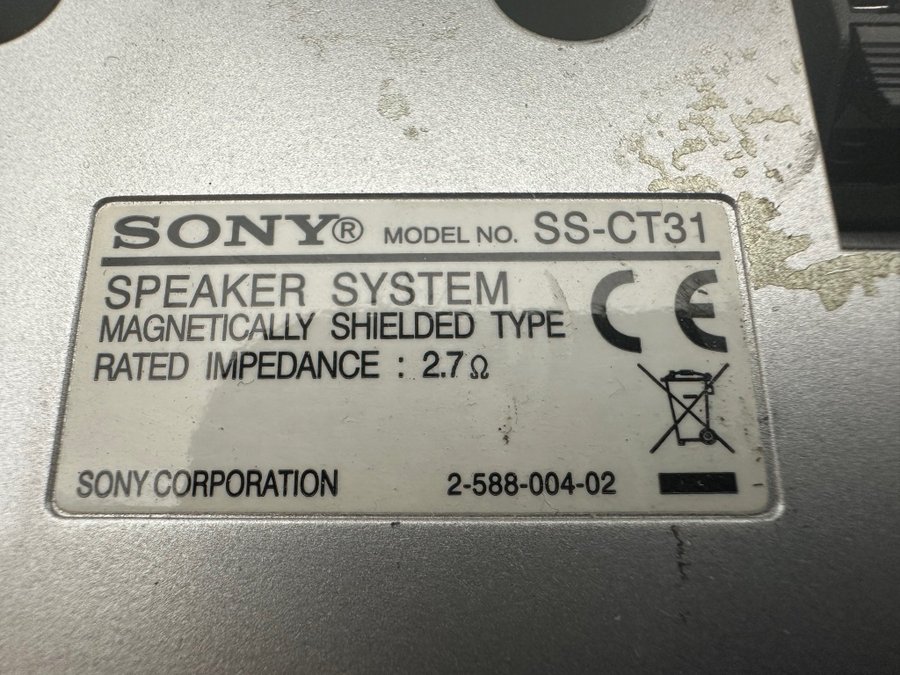 SONY® MODEL NO. SS-CT31
SPEAKER SYSTEM
MAGNETICALLY SHIELDED TYPE
RATED IMPEDANCE : 2.7Ω
CE
SONY CORPORATION 2-588-004-02